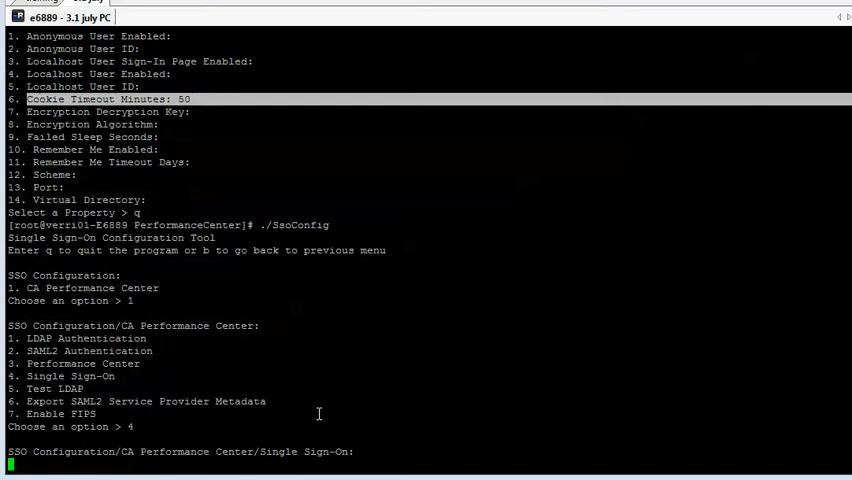 e6889 - 3.1 july PC
1. Anonymous User Enabled:
2. Anonymous User ID:
3. Localhost User Sign-In Page Enabled:
4. Localhost User Enabled:
5. Localhost User ID:
6. Cookie Timeout Minutes: 50
7. Encryption Decryption Key:
8. Encryption Algorithm:
9. Failed Sleep Seconds:
10. Remember Me Enabled:
11. Remember Me Timeout Days:
12. Scheme:
13. Port:
14. Virtual Directory:
Select a Property > q
[root@verri01-E6889 PerformanceCenter]# ./SsoConfig
Single Sign-On Configuration Tool
Enter q to quit the program or b to go back to previous menu
SSO Configuration:
1. CA Performance Center
Choose an option > 1
SSO Configuration/CA Performance Center:
1. LDAP Authentication
2. SAML2 Authentication
3. Performance Center
4. Single Sign-On
5. Test LDAP
6. Export SAML2 Service Provider Metadata
7. Enable FIPS
Choose an option > 4
SSO Configuration/CA Performance Center/Single Sign-On: